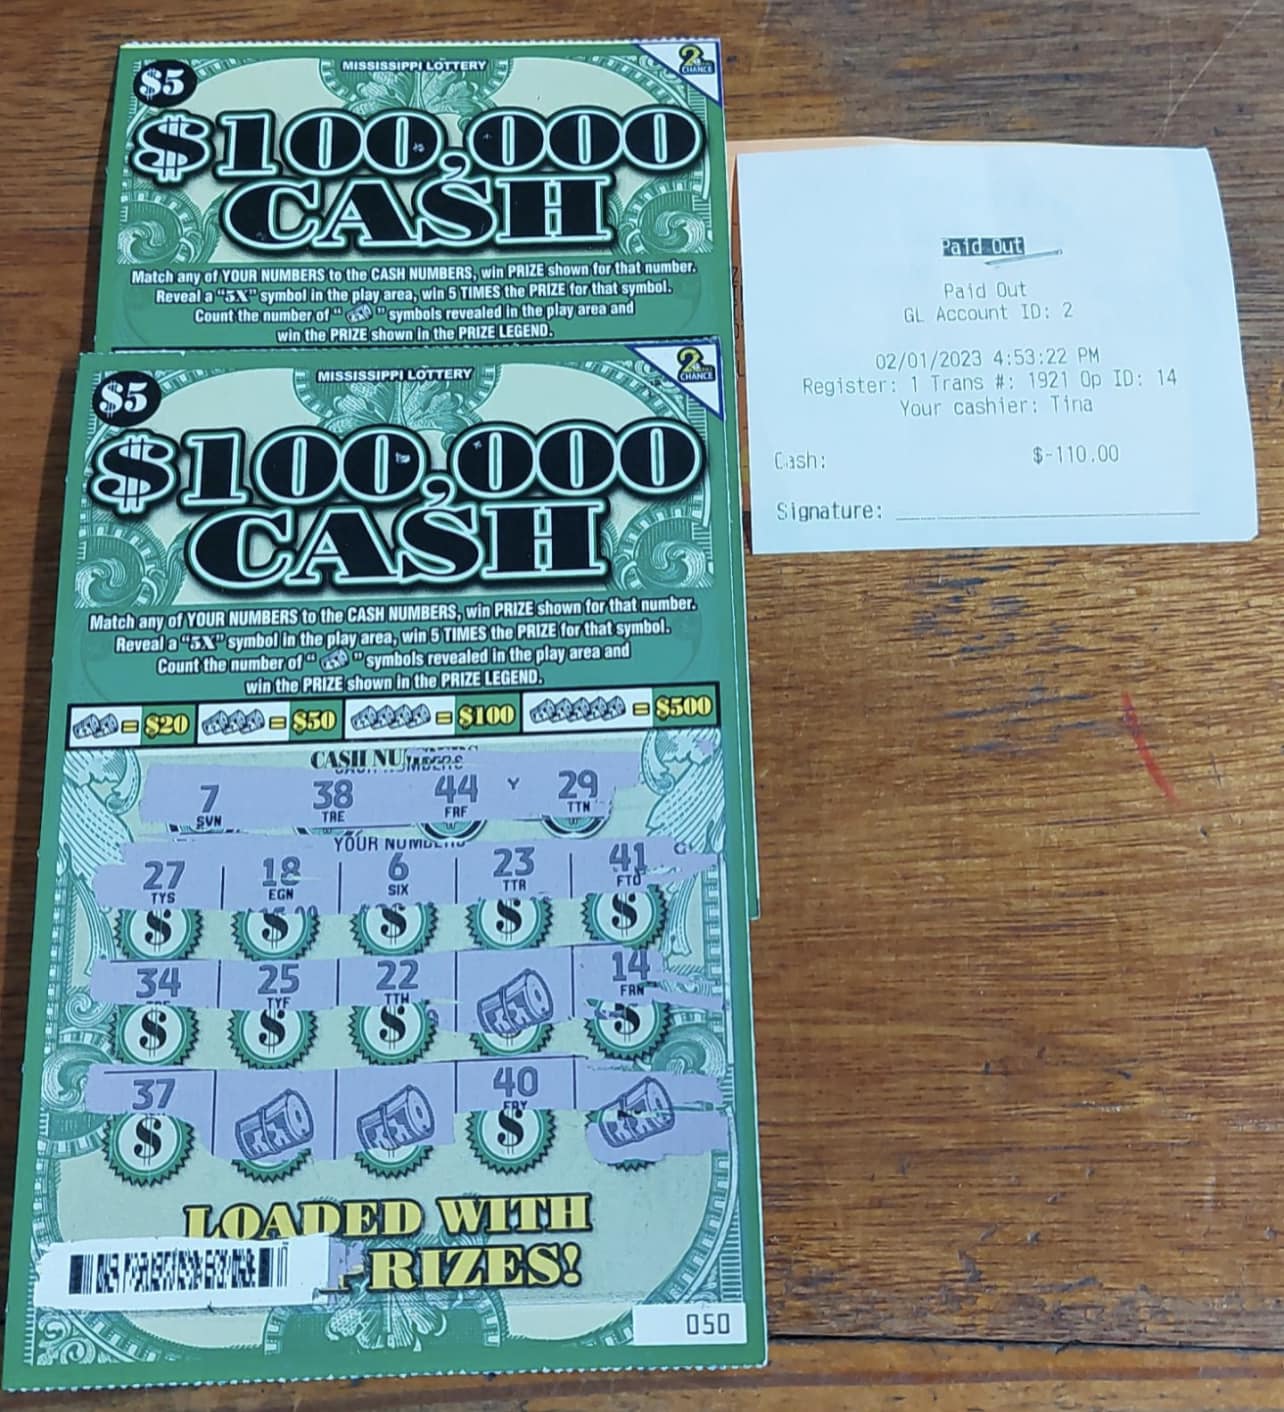 $5
MISSISSIPPI LOTTERY
2ND CHANCE
$100,000
CASH
Match any of YOUR NUMBERS to the CASH NUMBERS, win PRIZE shown for that number.
Reveal a "5X" symbol in the play area, win 5 TIMES the PRIZE for that symbol.
Count the number of " " symbols revealed in the play area and
win the PRIZE shown in the PRIZE LEGEND.
$5
MISSISSIPPI LOTTERY
2ND CHANCE
$100,000
CASH
Match any of YOUR NUMBERS to the CASH NUMBERS, win PRIZE shown for that number.
Reveal a "5X" symbol in the play area, win 5 TIMES the PRIZE for that symbol.
Count the number of " " symbols revealed in the play area and
win the PRIZE shown in the PRIZE LEGEND.
= $20 = $50 = $100 = $500
CASH NUMBERS
7 38 44 Y 29
SVN TRE FRF TTN
YOUR NUMBERS
27 18 6 23 41
TYS EGN SIX TTR FTO
$ $ $ $ $
34 25 22 14
TYF TTW FRN
$ $ $ $
37 40
FRY
$ $
LOADED WITH
PRIZES!
050
Paid Out
Paid Out
GL Account ID: 2
02/01/2023 4:53:22 PM
Register: 1 Trans #: 1921 Op ID: 14
Your cashier: Tina
Cash: $-110.00
Signature: